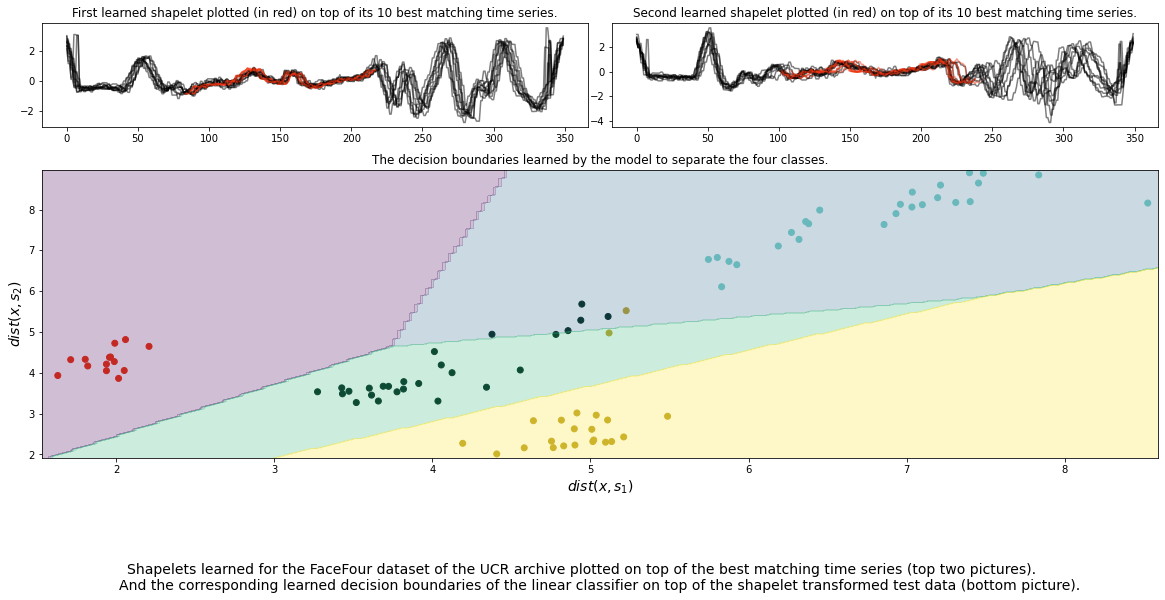 First learned shapelet plotted (in red) on top of its 10 best matching time series.
Second learned shapelet plotted (in red) on top of its 10 best matching time series.
2
0
−2
0 50 100 150 200 250 300 350
2
0
−2
−4
0 50 100 150 200 250 300 350
The decision boundaries learned by the model to separate the four classes.
dist(x, s₂)
8
7
6
5
4
3
2
2 3 4 5 6 7 8
dist(x, s₁)
Shapelets learned for the FaceFour dataset of the UCR archive plotted on top of the best matching time series (top two pictures).
And the corresponding learned decision boundaries of the linear classifier on top of the shapelet transformed test data (bottom picture).